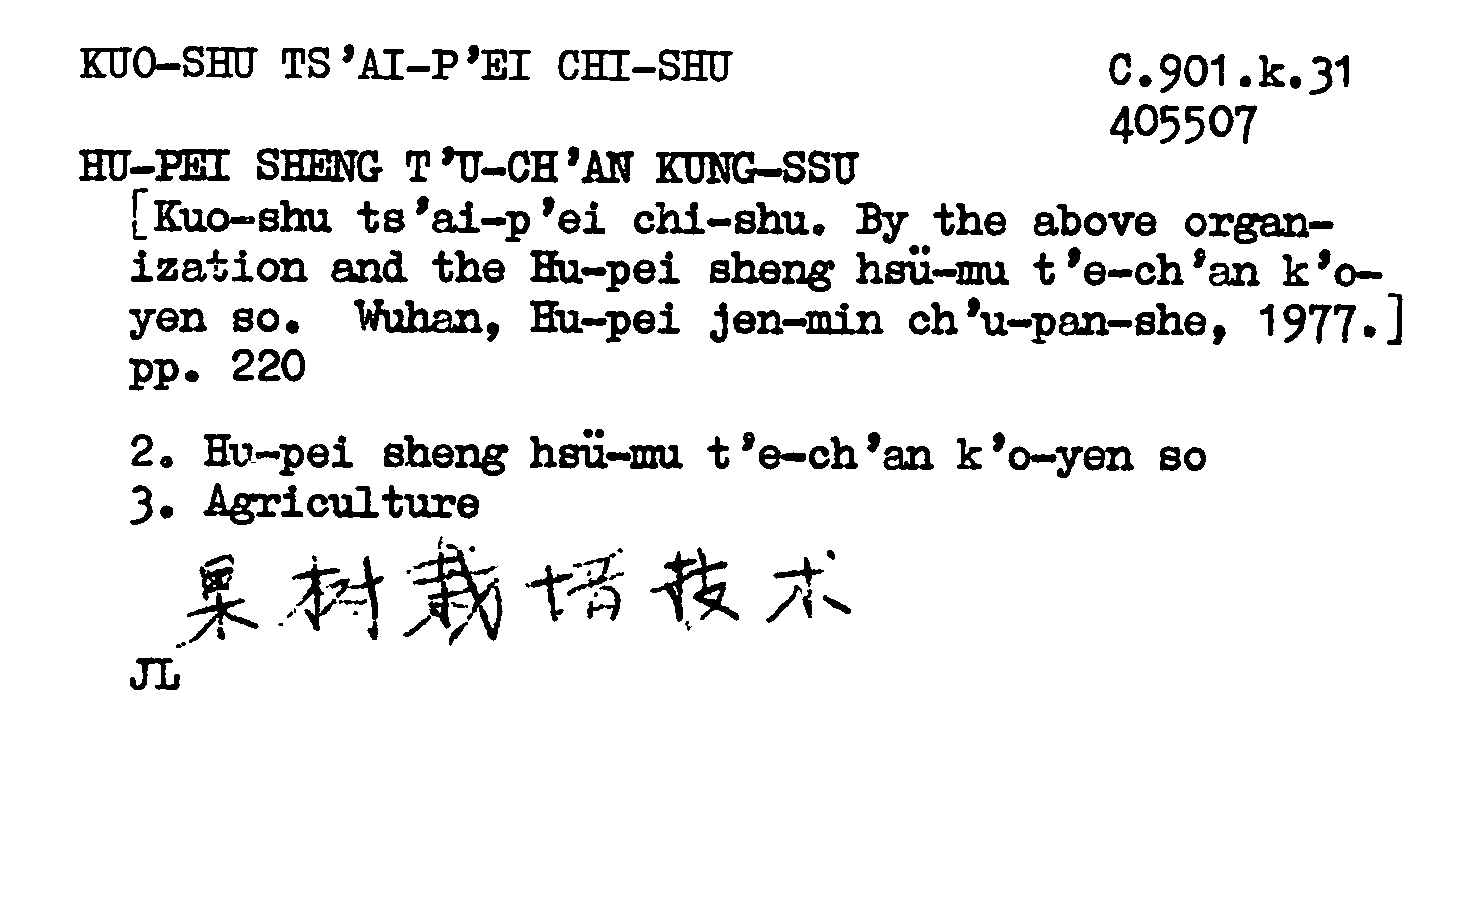 KUO-SHU TS'AI-P'EI CHI-SHU
C.901.k.31
405507
HU-PEI SHENG T'U-CH'AN KUNG-SSU
[Kuo-shu ts'ai-p'ei chi-shu. By the above organ-
ization and the Hu-pei sheng hsü-mu t'e-ch'an k'o-
yen so. Wuhan, Hu-pei jen-min ch'u-pan-she, 1977.]
pp. 220
2. Hu-pei sheng hsü-mu t'e-ch'an k'o-yen so
3. Agriculture
果树栽培技术
JL